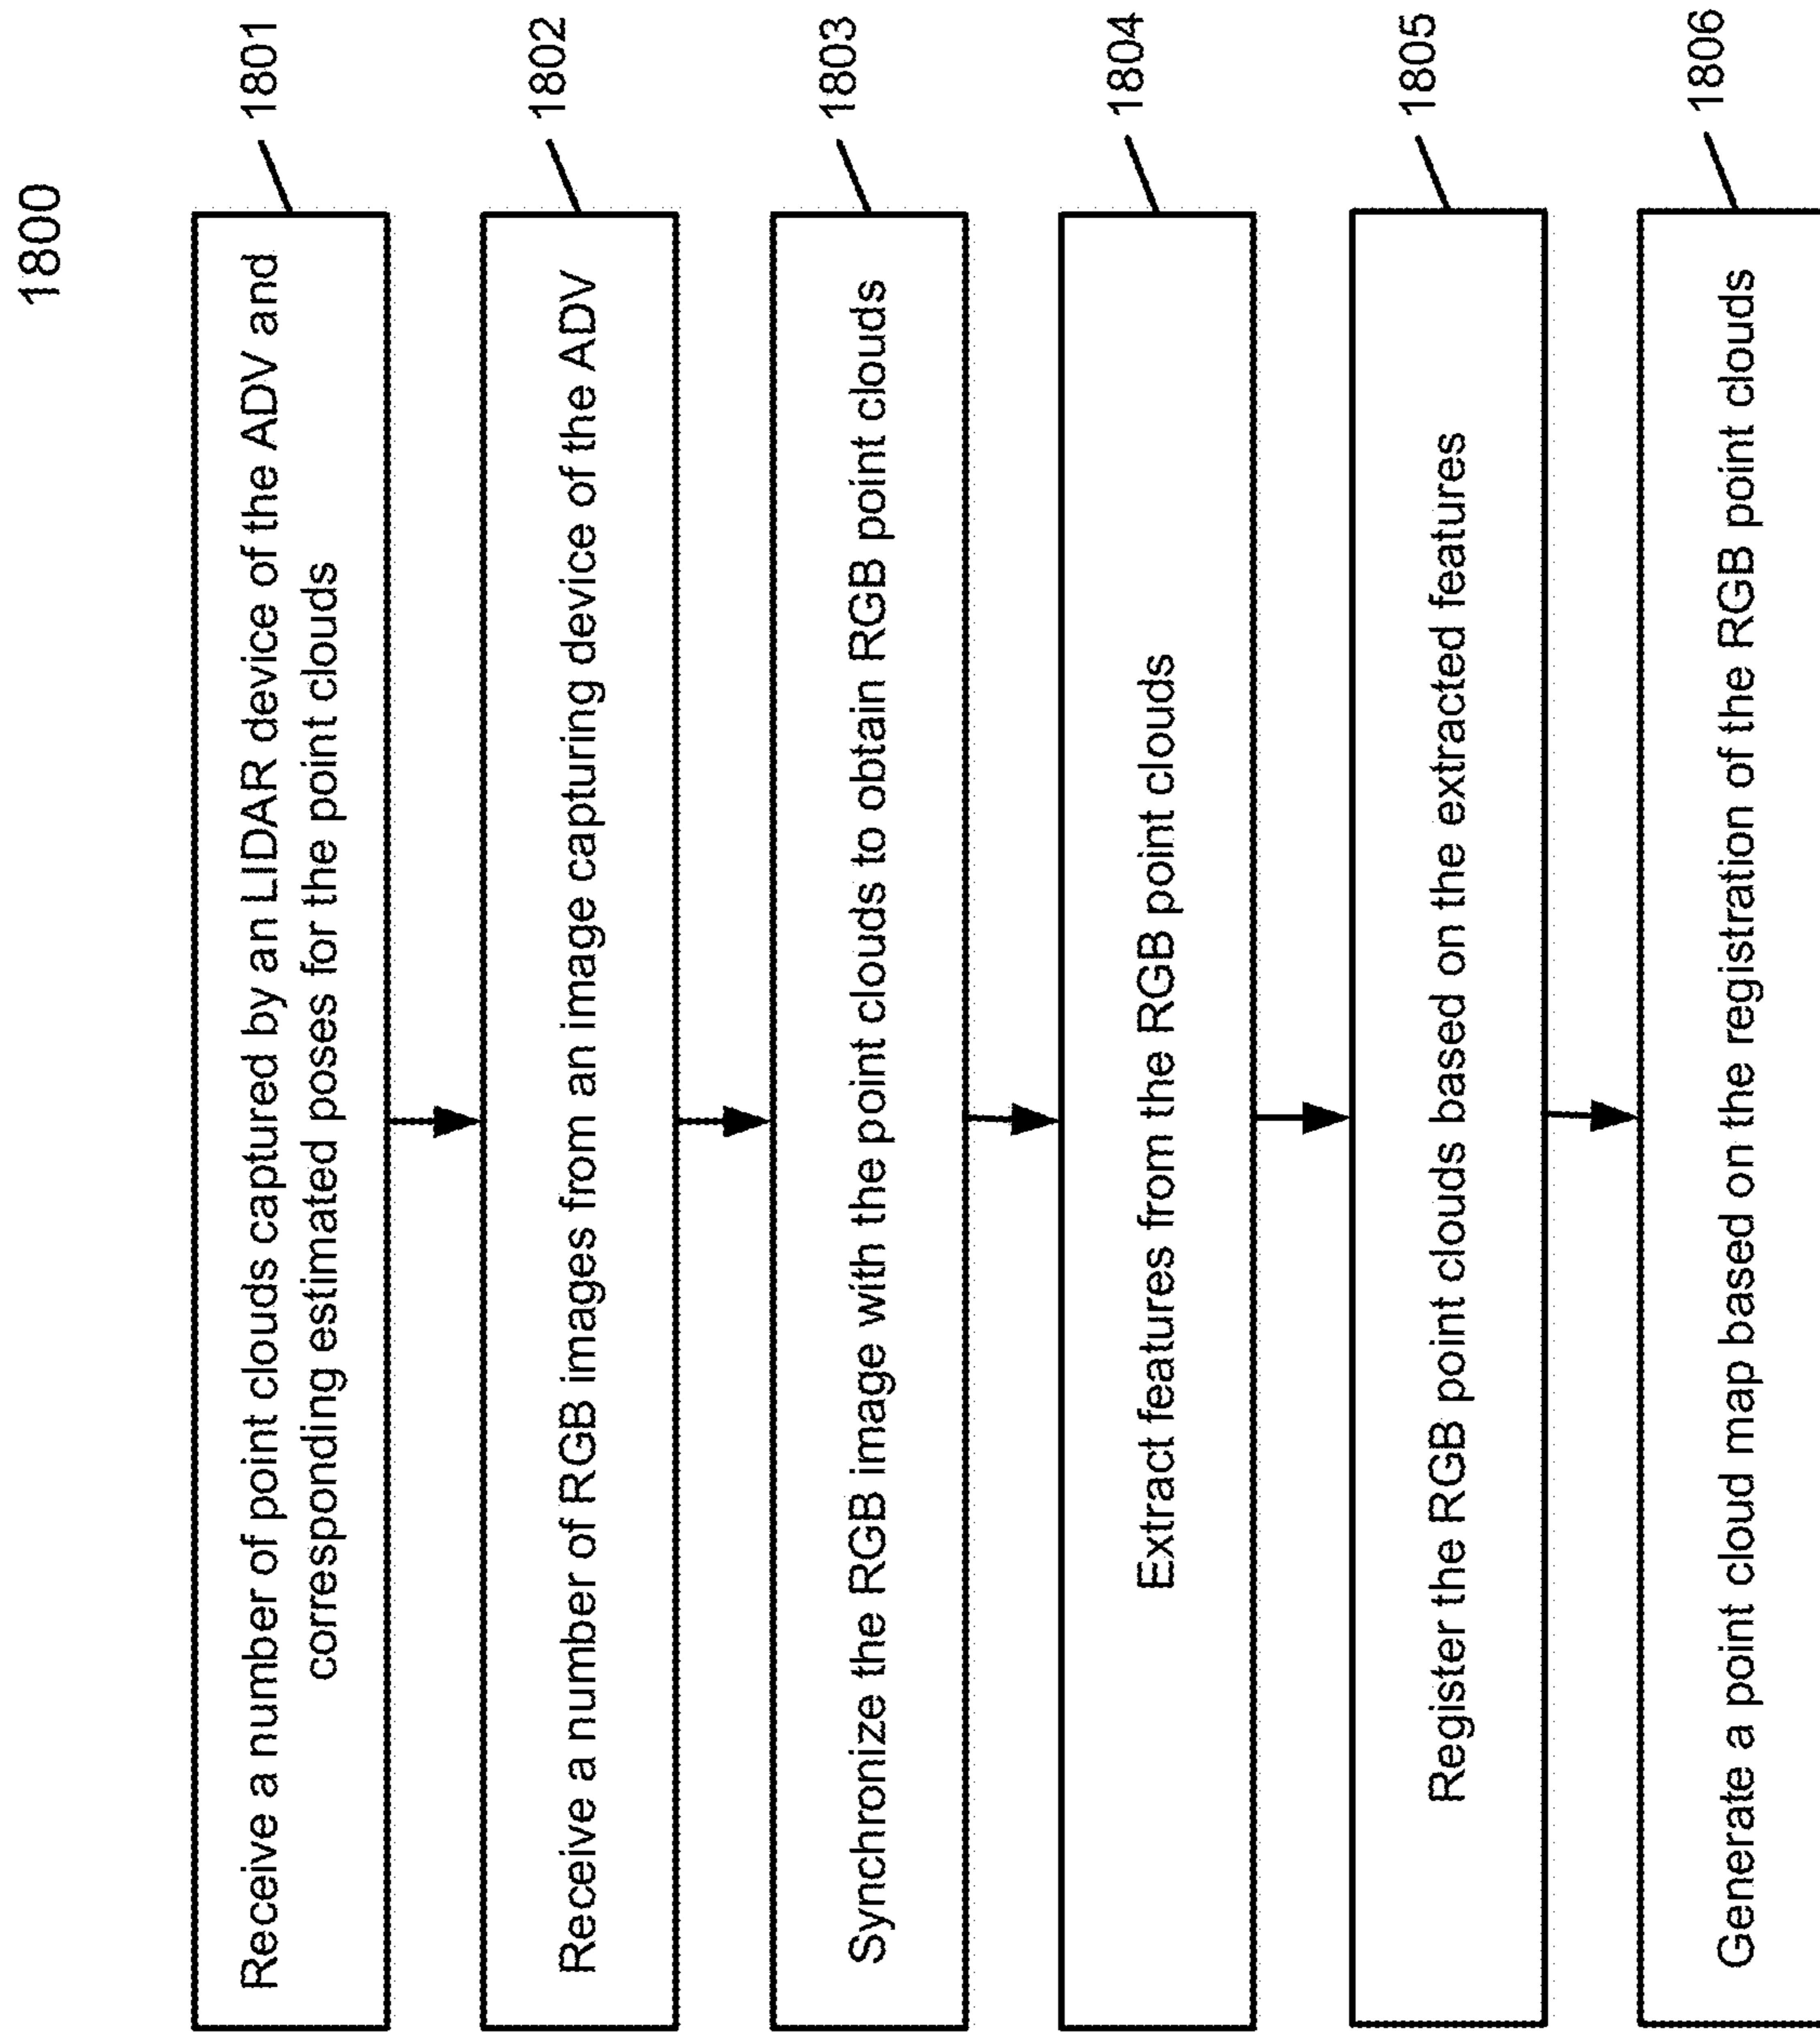 1800
Receive a number of point clouds captured by an LIDAR device of the ADV and
corresponding estimated poses for the point clouds
1801
Receive a number of RGB images from an image capturing device of the ADV
1802
Synchronize the RGB image with the point clouds to obtain RGB point clouds
1803
Extract features from the RGB point clouds
1804
Register the RGB point clouds based on the extracted features
1805
Generate a point cloud map based on the registration of the RGB point clouds
1806